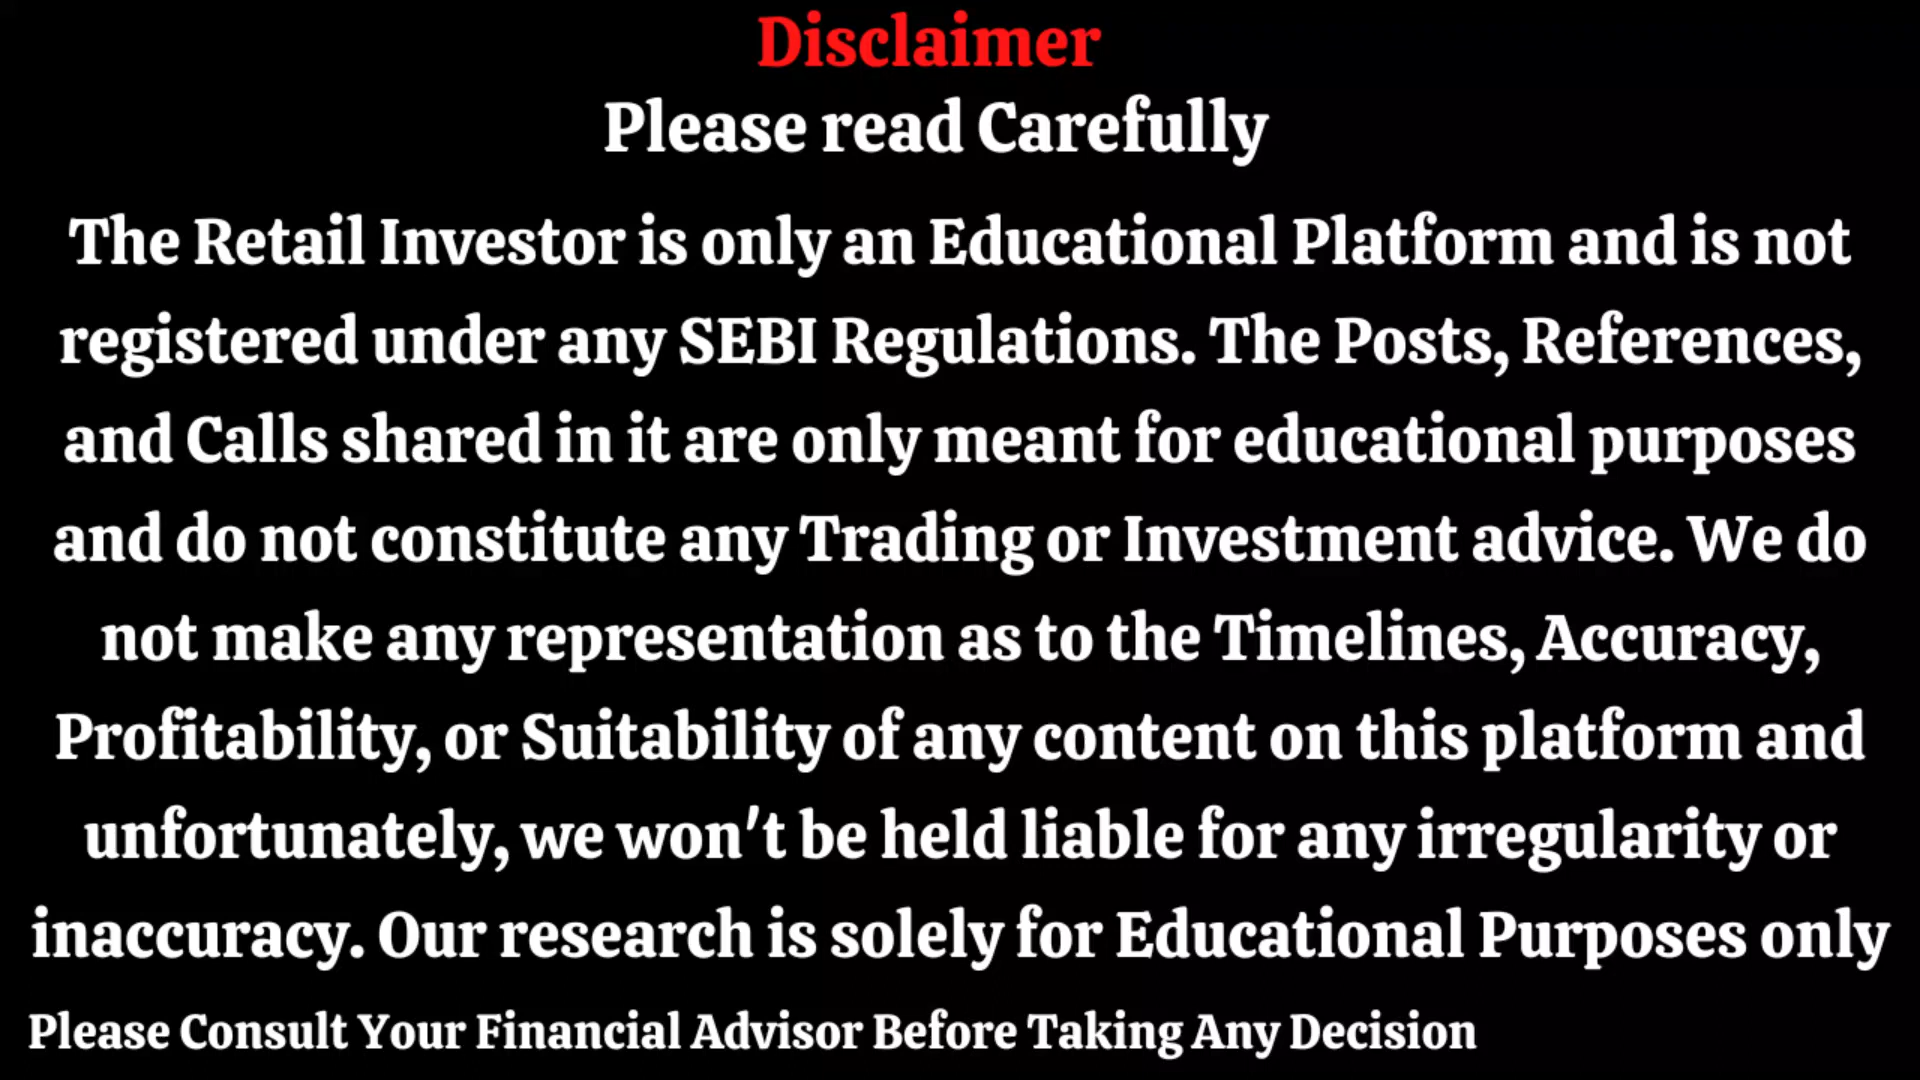 Disclaimer
Please read Carefully
The Retail Investor is only an Educational Platform and is not
registered under any SEBI Regulations. The Posts, References,
and Calls shared in it are only meant for educational purposes
and do not constitute any Trading or Investment advice. We do
not make any representation as to the Timelines, Accuracy,
Profitability, or Suitability of any content on this platform and
unfortunately, we won't be held liable for any irregularity or
inaccuracy. Our research is solely for Educational Purposes only
Please Consult Your Financial Advisor Before Taking Any Decision